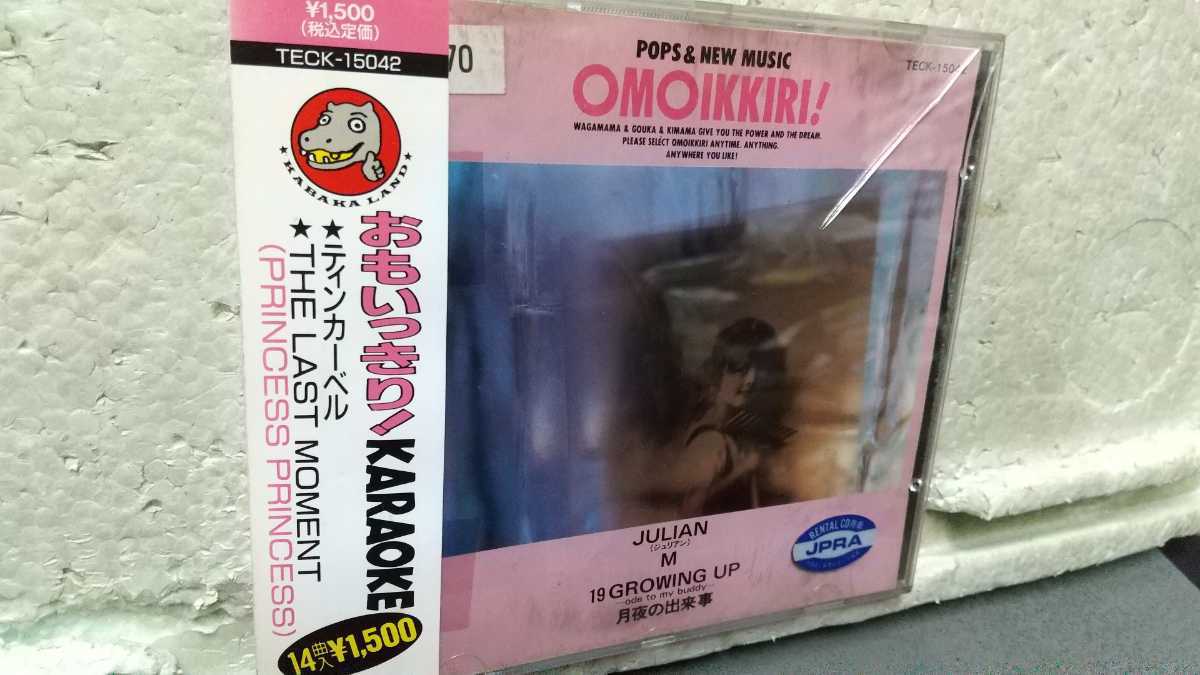 ¥1,500
(税込定価)
TECK-15042
KABAKA LAND
おもいっきり
KARAOKE
★ティンカーベル
★THE LAST MOMENT
(PRINCESS PRINCESS)
14曲入¥1,500
70
POPS & NEW MUSIC
TECK-15042
OMOIKKIRI!
WAGAMAMA & GOUKA & KIMAMA GIVE YOU THE POWER AND THE DREAM.
PLEASE SELECT OMOIKKIRI ANYTIME. ANYTHING.
ANYWHERE YOU LIKE!
JULIAN
(ジュリアン)
M
19 GROWING UP
—ode to my buddy—
月夜の出来事
RENTAL CD
JPRA